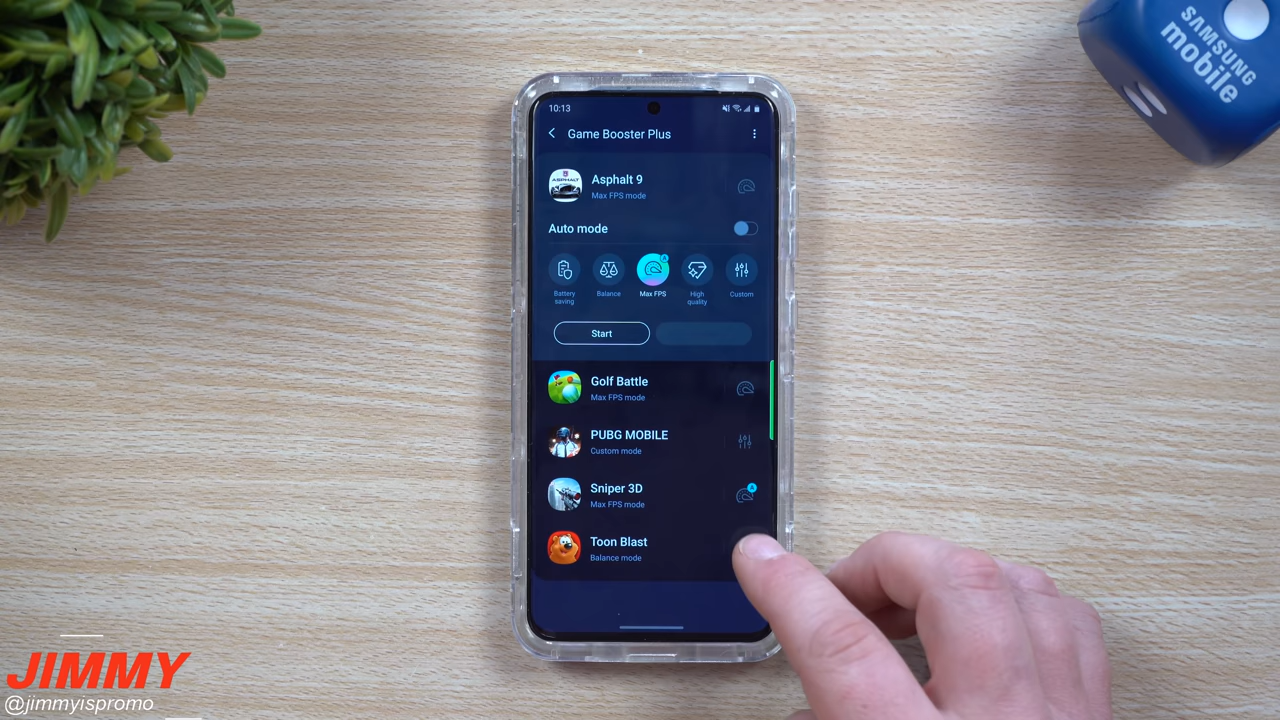 SAMSUNG
mobile
10:13
Game Booster Plus
ASPHALT
Asphalt 9
Max FPS mode
Auto mode
Battery
saving
Balance
Max FPS
High
quality
Custom
A
Start
Golf Battle
Max FPS mode
PUBG MOBILE
Custom mode
Sniper 3D
Max FPS mode
A
Toon Blast
Balance mode
JIMMY
@jimmyispromo